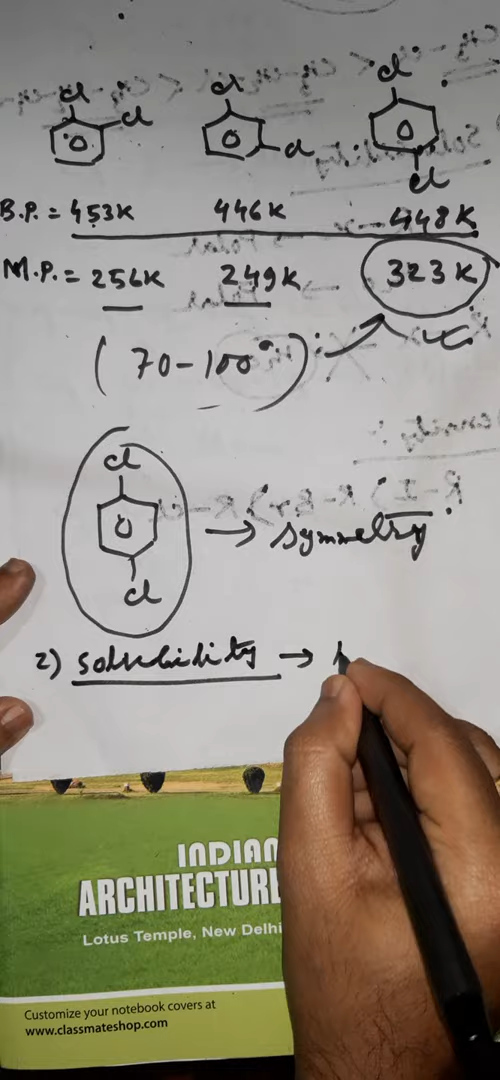 Cl Cl Cl
Cl Cl Cl
B.P. = 453K 446K 448K
M.P. = 256K 249K 323K
(70-100°)
Cl
→ Symmetry
Cl
2) Solubility →
INDIAN
ARCHITECTURE
Lotus Temple, New Delhi
Customize your notebook covers at
www.classmateshop.com